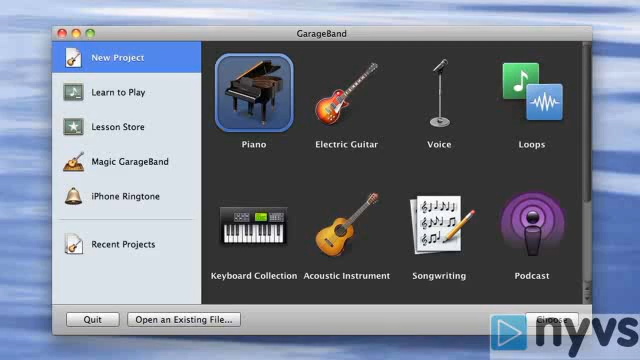 GarageBand
New Project
Learn to Play
Lesson Store
Magic GarageBand
iPhone Ringtone
Recent Projects
Piano
Electric Guitar
Voice
Loops
Keyboard Collection
Acoustic Instrument
Songwriting
Podcast
Quit
Open an Existing File...
Choose
nyvs